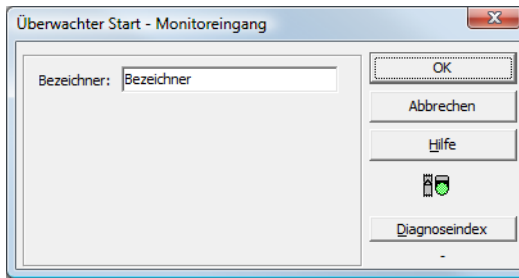 Überwachter Start - Monitoreingang
Bezeichner: Bezeichner
OK
Abbrechen
Hilfe
Diagnoseindex
-